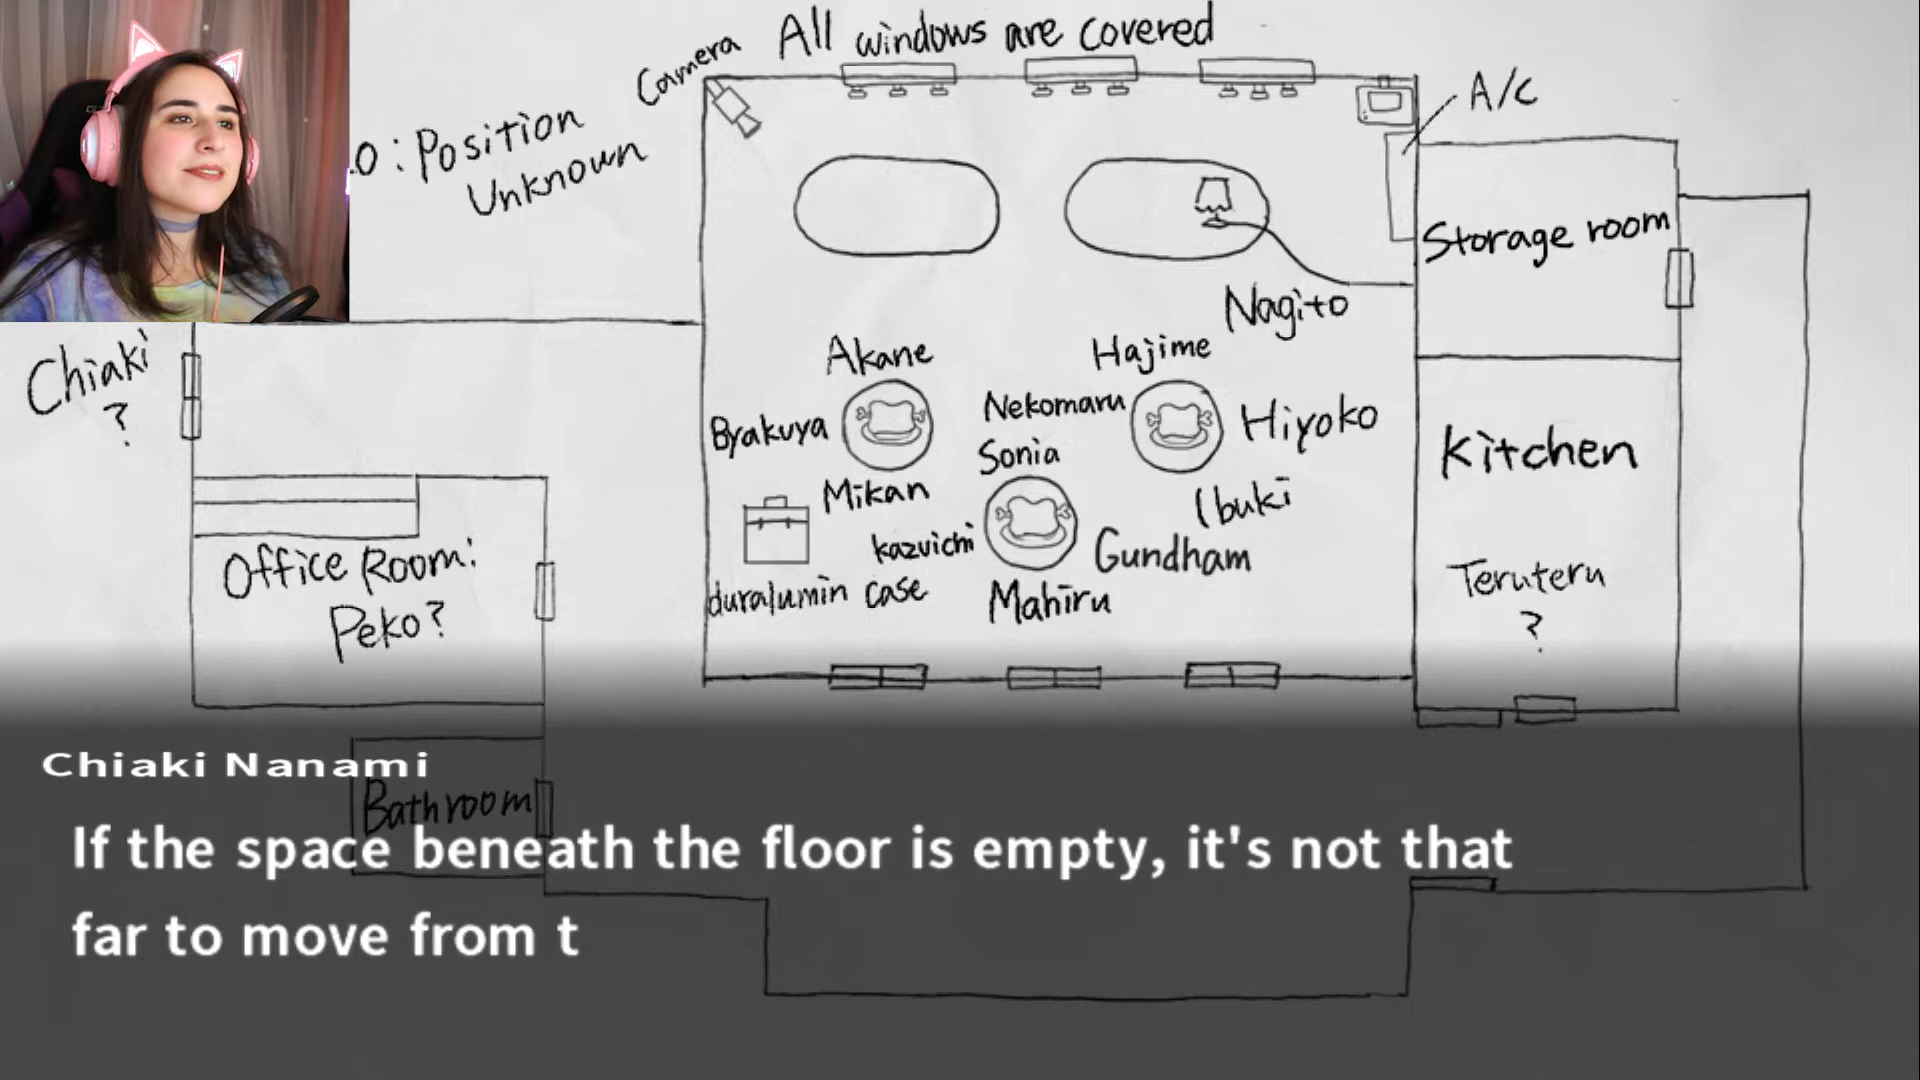 All windows are covered
Camera
A/C
O : Position
Unknown
Storage room
Nagito
Chiaki
?
Akane
Hajime
Byakuya
Nekomaru
Hiyoko
Sonia
Kitchen
Mikan
Ibuki
kazuichi
Gundham
Office Room:
Peko?
duralumin case
Mahiru
Teruteru
?
Chiaki Nanami
Bathroom
If the space beneath the floor is empty, it's not that
far to move from t